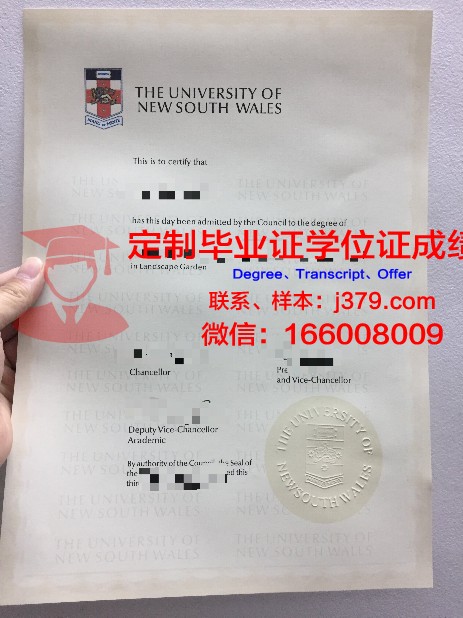 THE UNIVERSITY OF
NEW SOUTH WALES
This is to certify that
has this day been admitted by the Council to the degree of
定制毕业证学位证成绩
in Landscape Garden
Degree, Transcript, Offer
联系、样本：j379.com
微信：166008009
Chancellor
and Vice-Chancellor
Deputy Vice-Chancellor
Academic
By authority of the Council the Seal of
the
this
THE UNIVERSITY OF
NEW SOUTH WALES